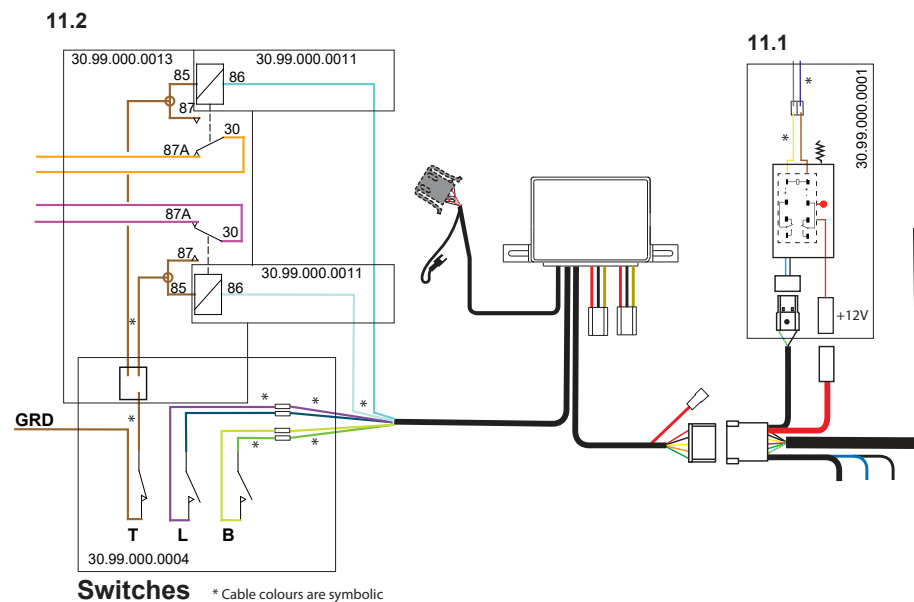 11.2
11.1
30.99.000.0013
30.99.000.0011
85
86
87
30
87A
30.99.000.0001
*
*
87A
30
87
30.99.000.0011
85
86
+12V
*
*
*
*
*
*
*
GRD
T
L
B
30.99.000.0004
Switches
* Cable colours are symbolic